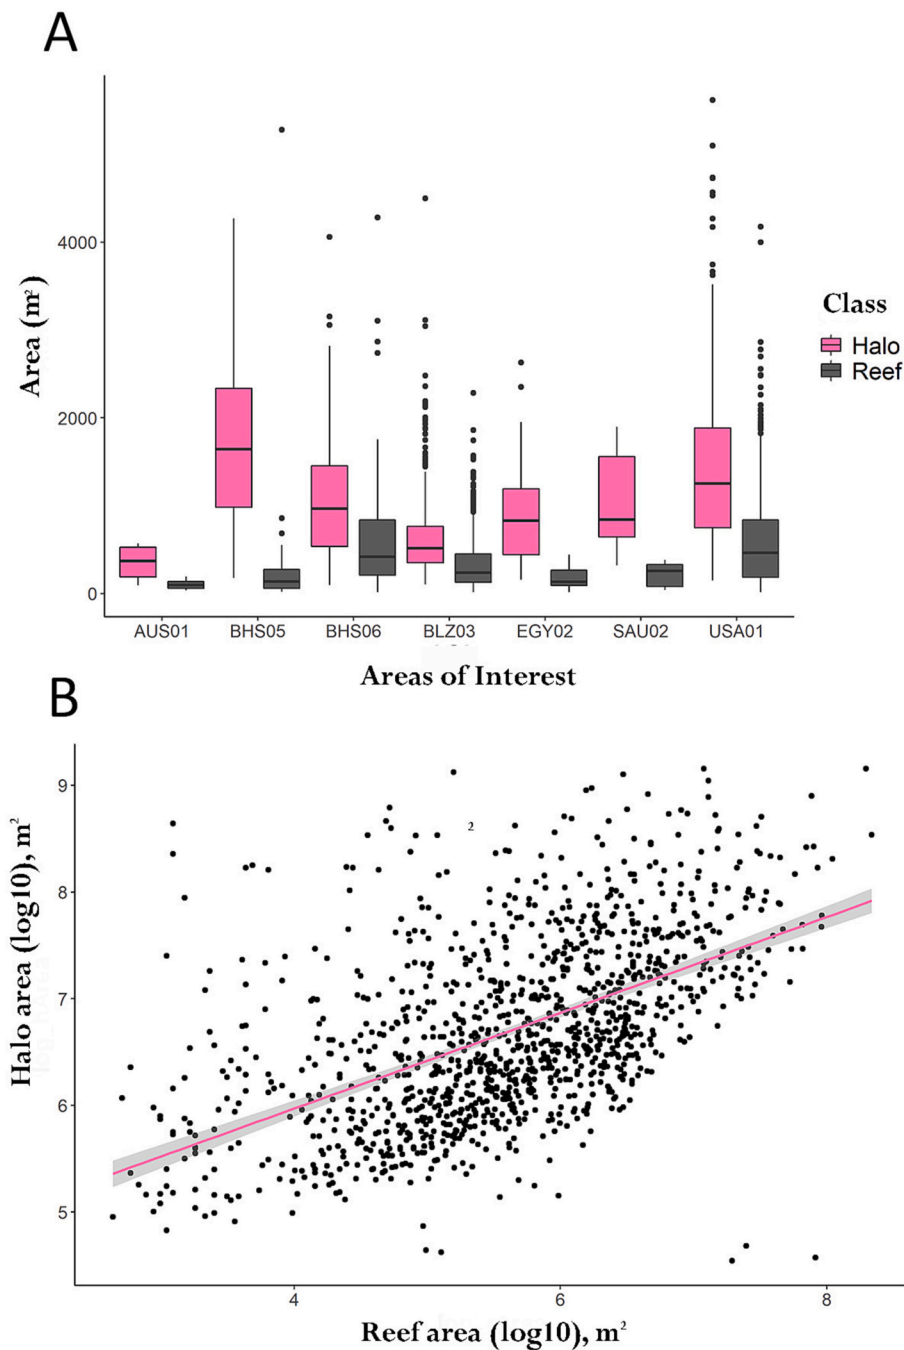 A
4000
2000
0
Area (m²)
Class
Halo
Reef
AUS01 BHS05 BHS06 BLZ03 EGY02 SAU02 USA01
Areas of Interest
B
9
8
7
6
5
Halo area (log10), m²
2
4 6 8
Reef area (log10), m²